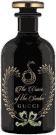 The Voice
of the Snake
GUCCI